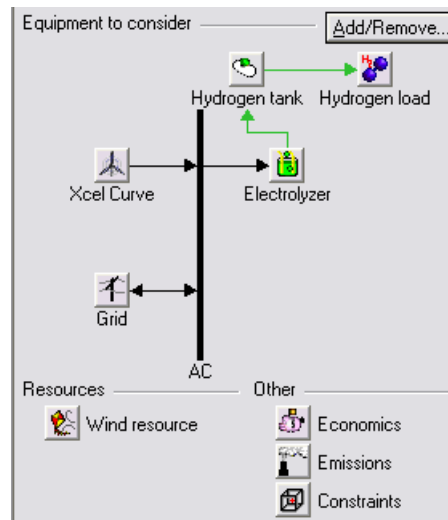 Equipment to consider Add/Remove...
Hydrogen tank Hydrogen load
Xcel Curve Electrolyzer
Grid
AC
Resources Other
Wind resource Economics
Emissions
Constraints